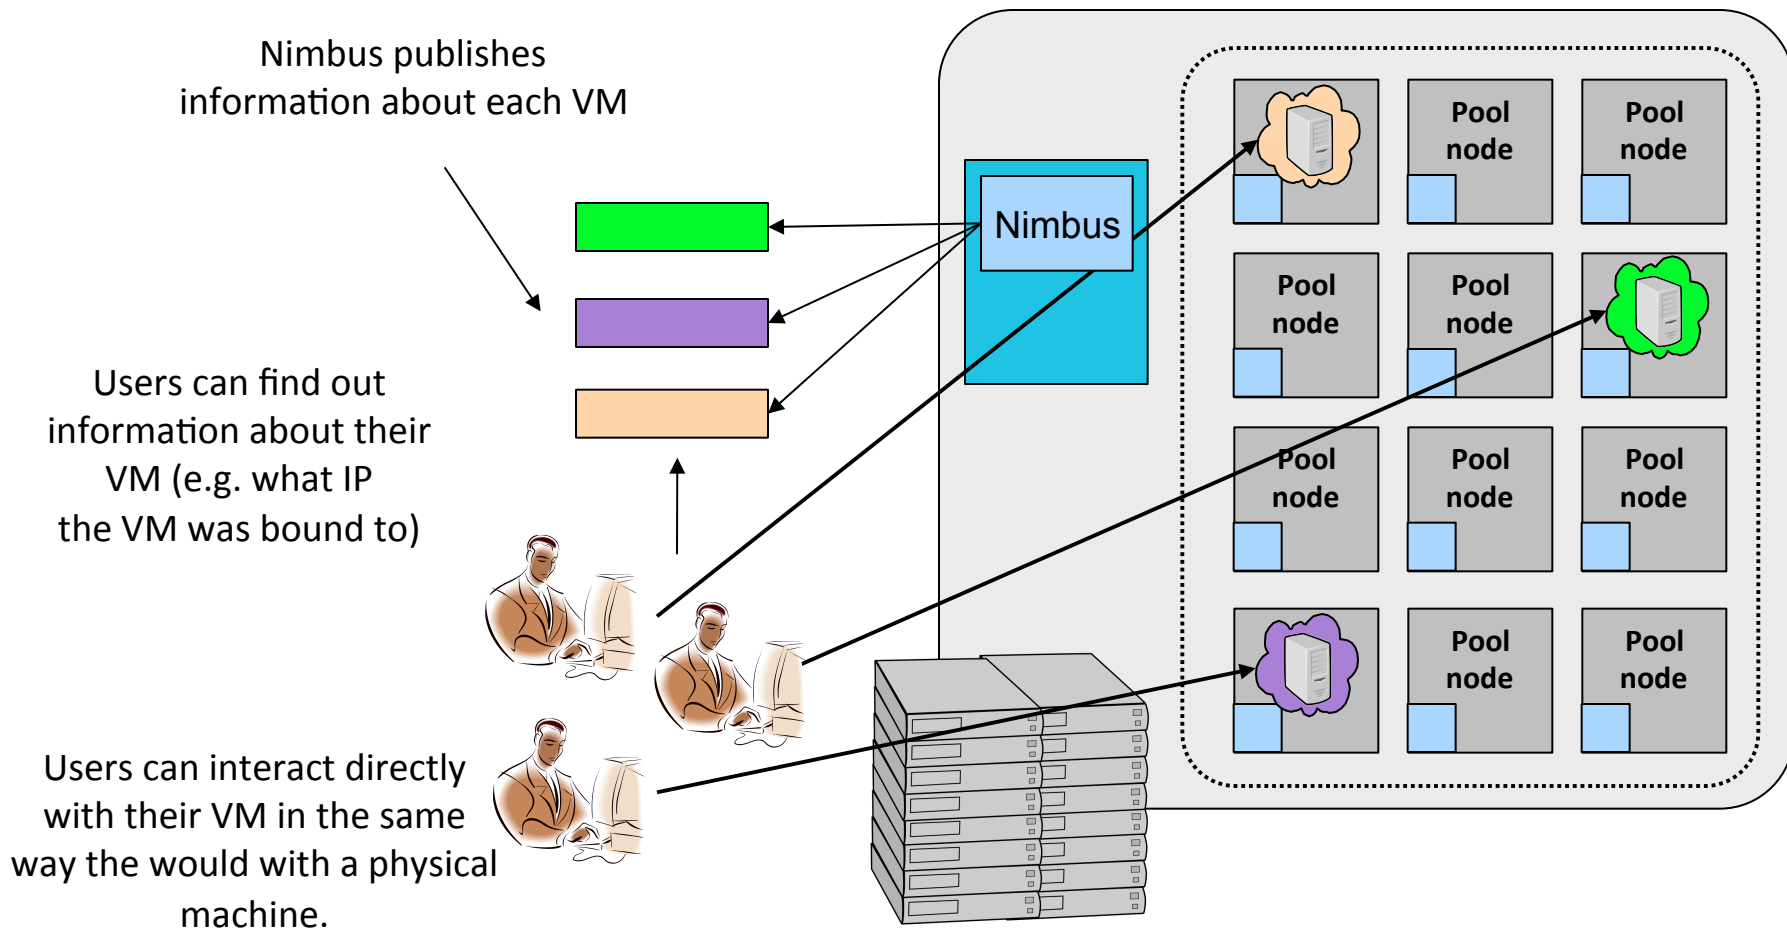 Nimbus publishes
information about each VM
Users can find out
information about their
VM (e.g. what IP
the VM was bound to)
Users can interact directly
with their VM in the same
way the would with a physical
machine.
Nimbus
Pool
node
Pool
node
Pool
node
Pool
node
Pool
node
Pool
node
Pool
node
Pool
node
Pool
node